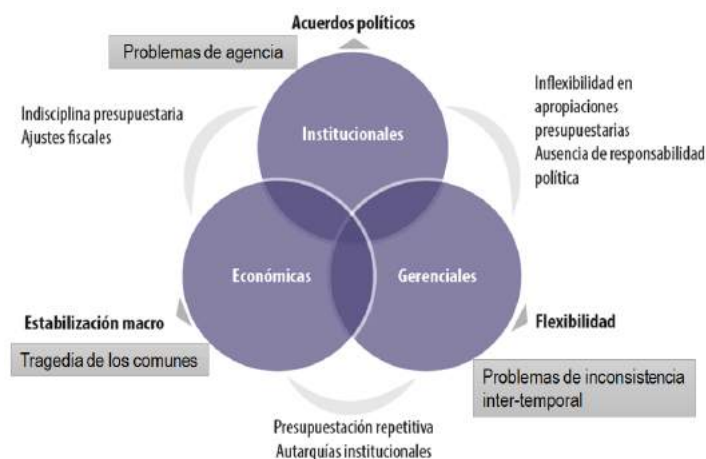 Acuerdos políticos
Problemas de agencia
Indisciplina presupuestaria
Ajustes fiscales
Institucionales
Inflexibilidad en
apropiaciones
presupuestarias
Ausencia de responsabilidad
política
Económicas
Gerenciales
Estabilización macro
Tragedia de los comunes
Flexibilidad
Problemas de inconsistencia
inter-temporal
Presupuestación repetitiva
Autarquías institucionales